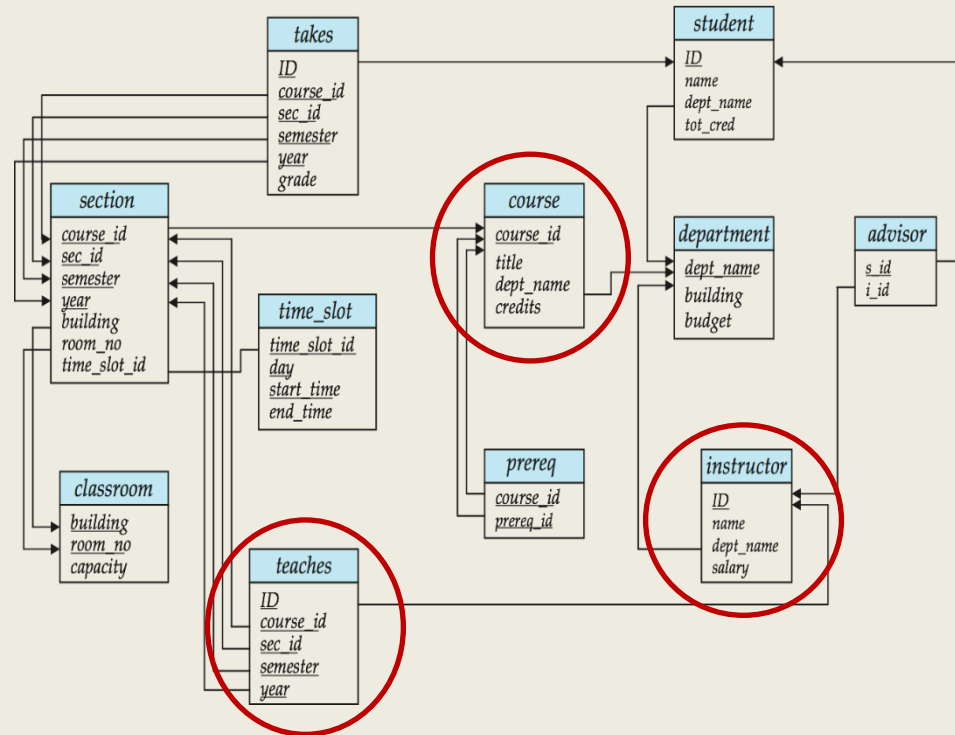 takes
ID
course_id
sec_id
semester
year
grade
student
ID
name
dept_name
tot_cred
section
course_id
sec_id
semester
year
building
room_no
time_slot_id
course
course_id
title
dept_name
credits
department
dept_name
building
budget
advisor
s_id
i_id
time_slot
time_slot_id
day
start_time
end_time
prereq
course_id
prereq_id
instructor
ID
name
dept_name
salary
classroom
building
room_no
capacity
teaches
ID
course_id
sec_id
semester
year